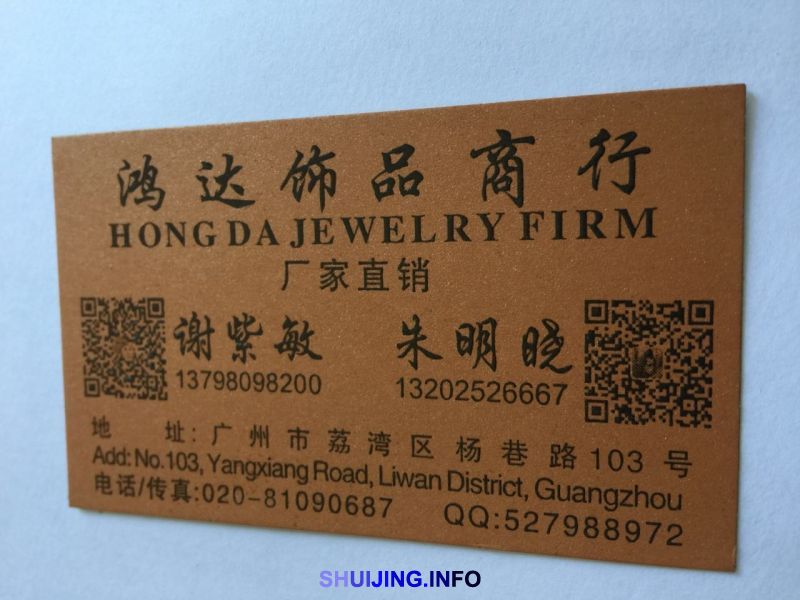 鸿达饰品商行
HONG DA JEWELRY FIRM
厂家直销
谢紫敏 朱明晓
13798098200 13202526667
地 址: 广州市荔湾区杨巷路103号
Add: No.103, Yangxiang Road, Liwan District, Guangzhou
电话/传真:020-81090687 QQ:527988972
SHUIJING.INFO